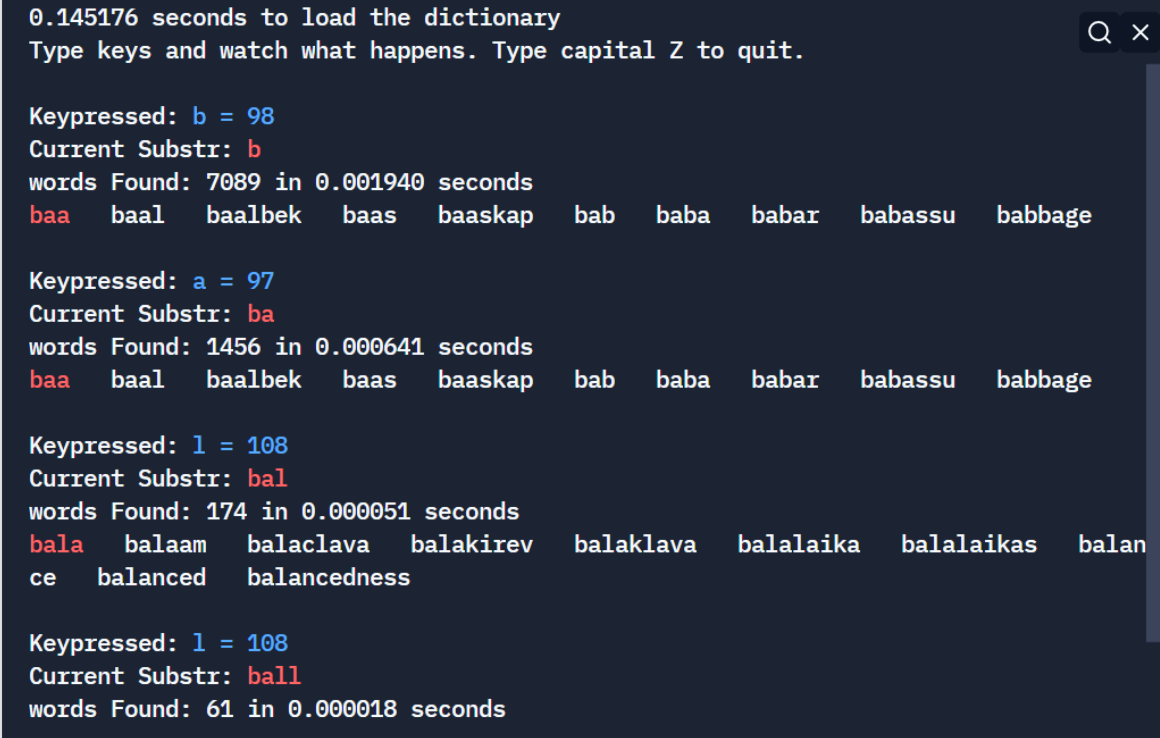 0.145176 seconds to load the dictionary
Type keys and watch what happens. Type capital Z to quit.
Keypressed: b = 98
Current Substr: b
words Found: 7089 in 0.001940 seconds
baa   baal   baalbek   baas   baaskap   bab   baba   babar   babassu   babbage
Keypressed: a = 97
Current Substr: ba
words Found: 1456 in 0.000641 seconds
baa   baal   baalbek   baas   baaskap   bab   baba   babar   babassu   babbage
Keypressed: l = 108
Current Substr: bal
words Found: 174 in 0.000051 seconds
bala   balaam   balaclava   balakirev   balaklava   balalaika   balalaikas   balan
ce   balanced   balancedness
Keypressed: l = 108
Current Substr: ball
words Found: 61 in 0.000018 seconds